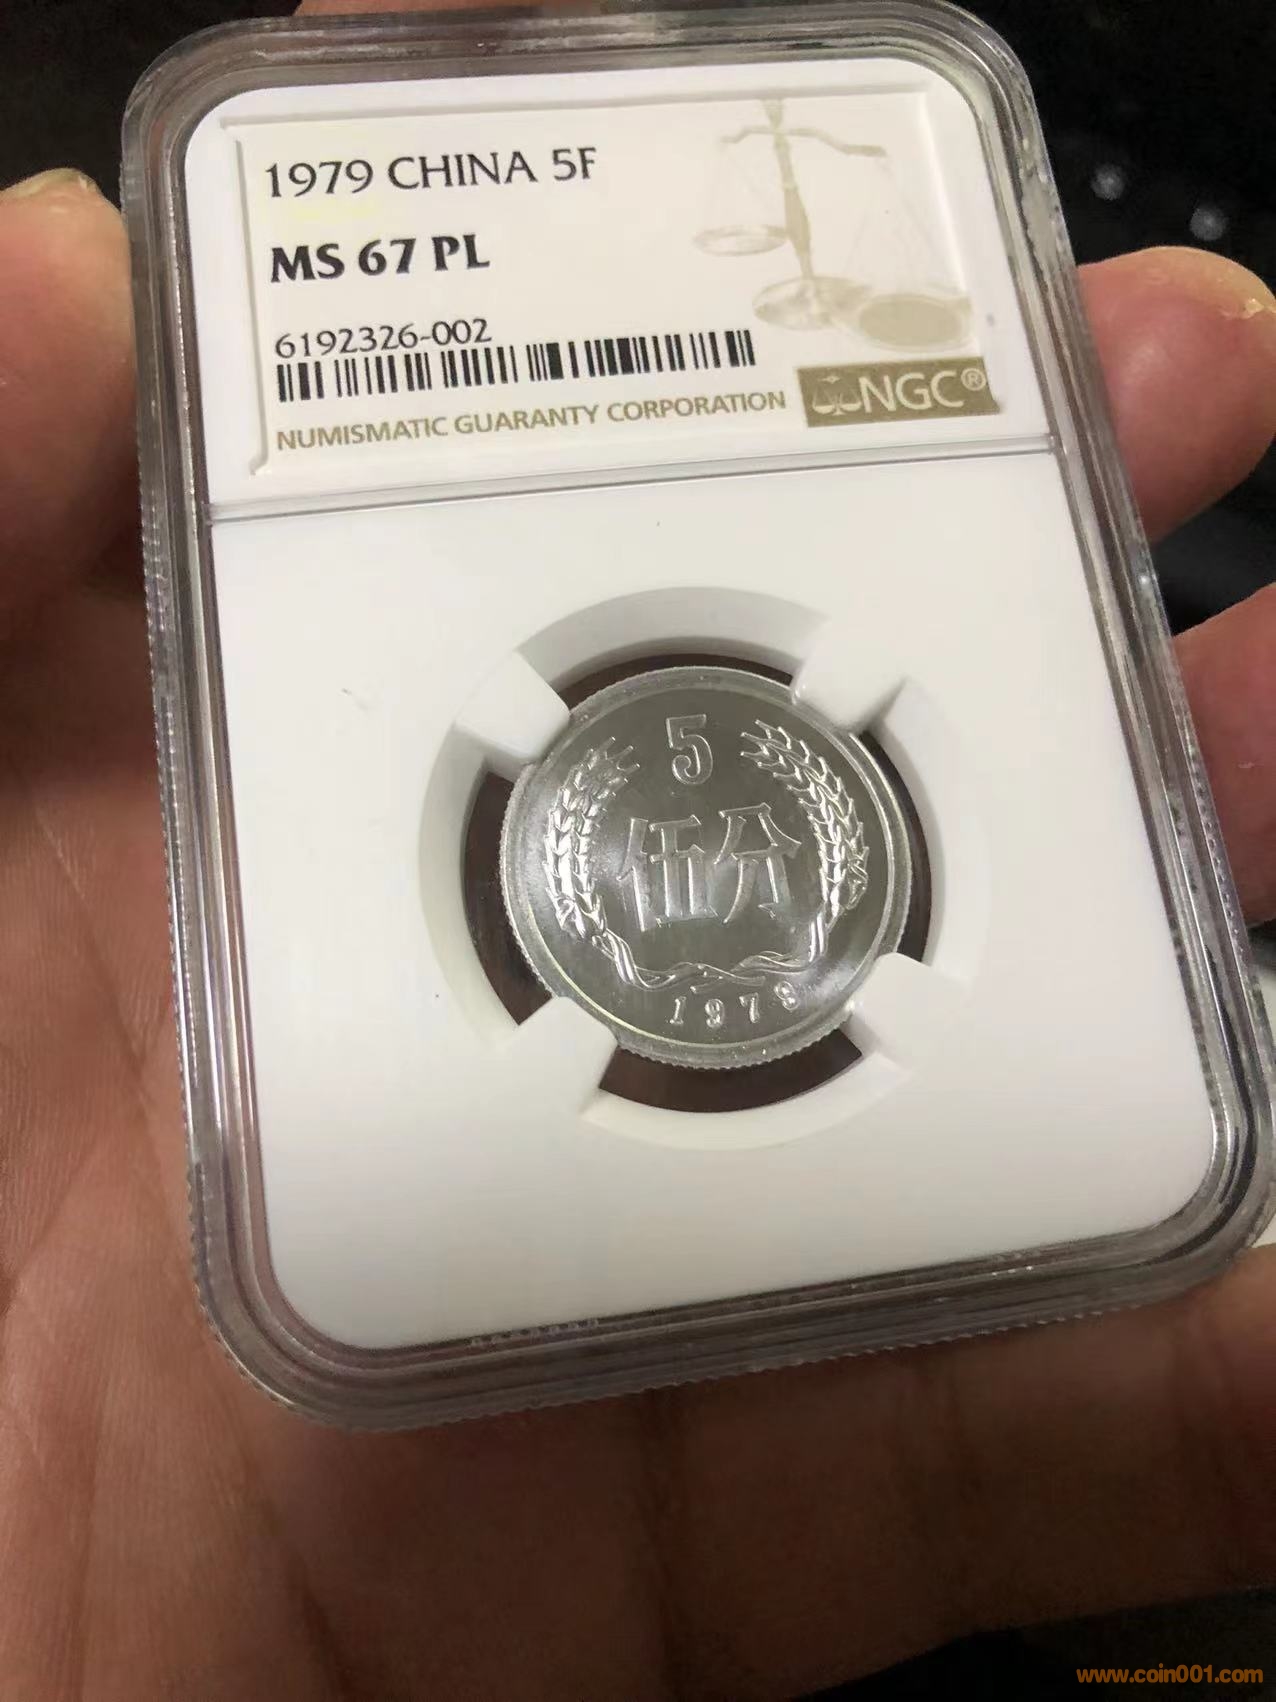 1979 CHINA 5F
MS 67 PL
6192326-002
NUMISMATIC GUARANTY CORPORATION
NGC®
5
伍分
1979
www.coin001.com